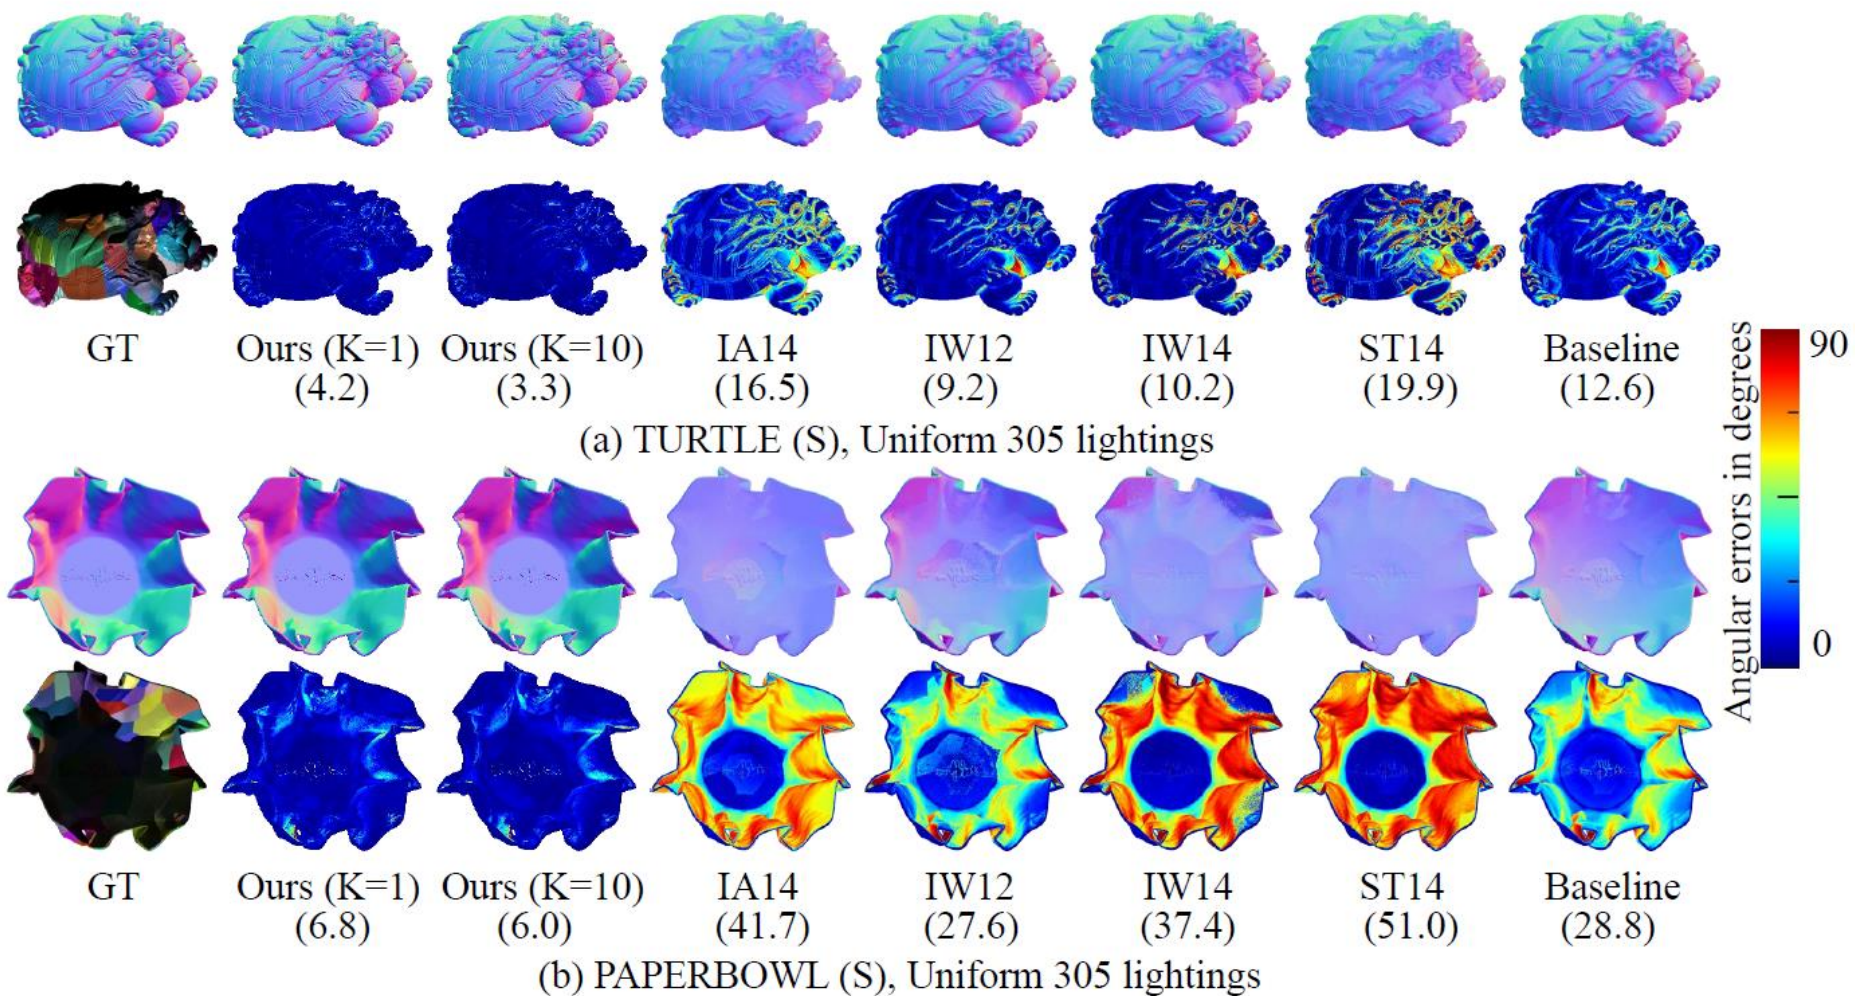 GT Ours (K=1) Ours (K=10) IA14 IW12 IW14 ST14 Baseline
(4.2) (3.3) (16.5) (9.2) (10.2) (19.9) (12.6)
(a) TURTLE (S), Uniform 305 lightings
90
Angular errors in degrees
0
GT Ours (K=1) Ours (K=10) IA14 IW12 IW14 ST14 Baseline
(6.8) (6.0) (41.7) (27.6) (37.4) (51.0) (28.8)
(b) PAPERBOWL (S), Uniform 305 lightings